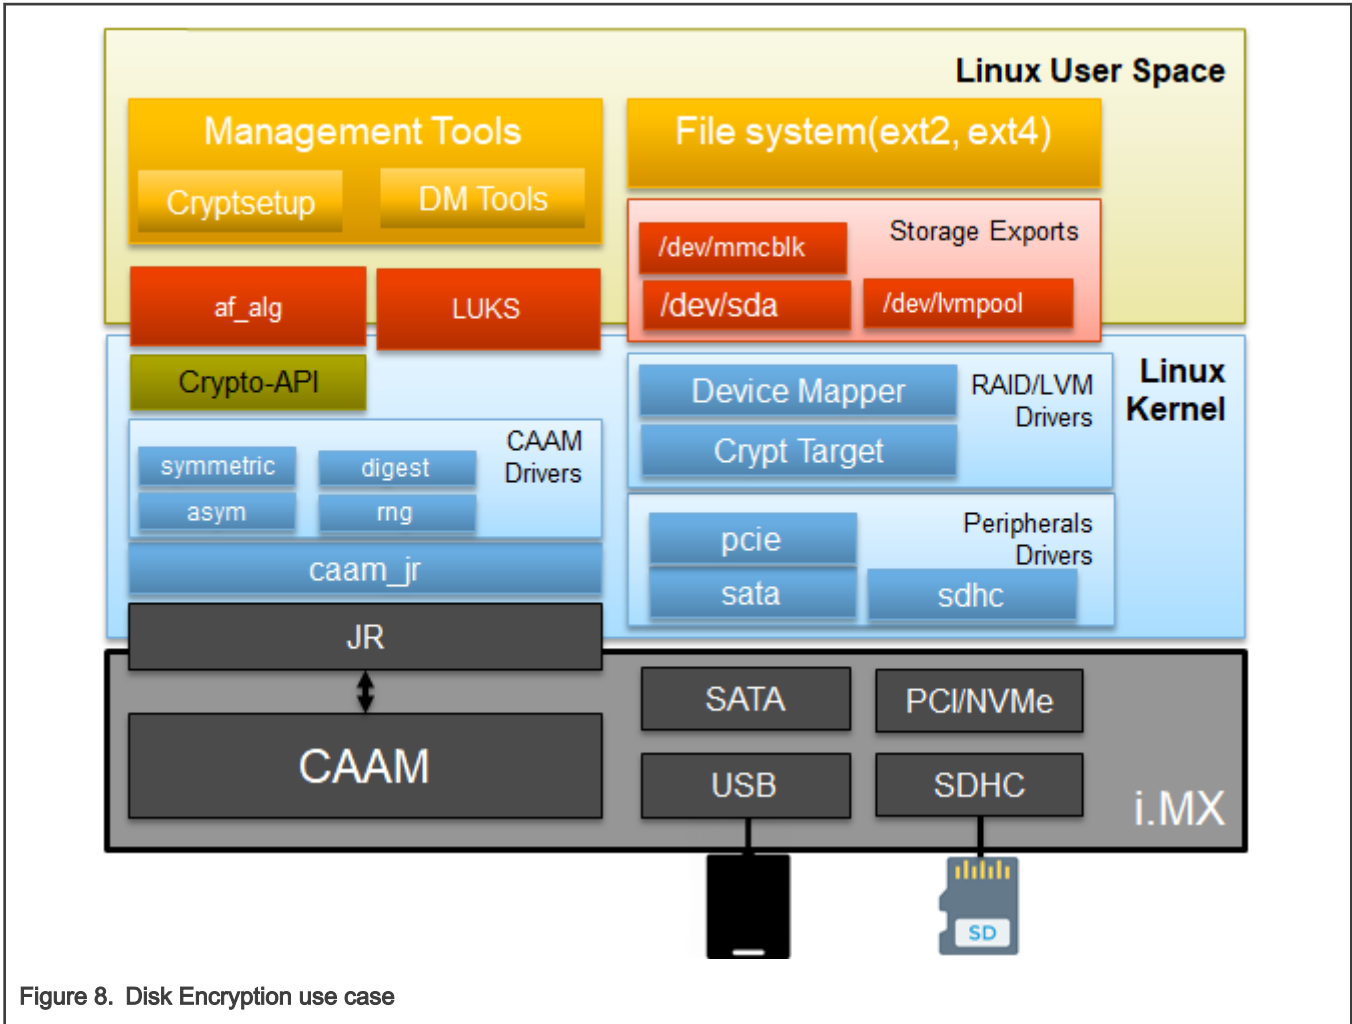 Linux User Space
Management Tools
Cryptsetup
DM Tools
File system(ext2, ext4)
Storage Exports
/dev/mmcblk
/dev/sda
/dev/lvmpool
af_alg
LUKS
Linux
Kernel
Crypto-API
CAAM
Drivers
symmetric
digest
asym
rng
caam_jr
Device Mapper
Crypt Target
RAID/LVM
Drivers
Peripherals
Drivers
pcie
sata
sdhc
JR
CAAM
SATA
PCI/NVMe
USB
SDHC
i.MX
SD
Figure 8. Disk Encryption use case